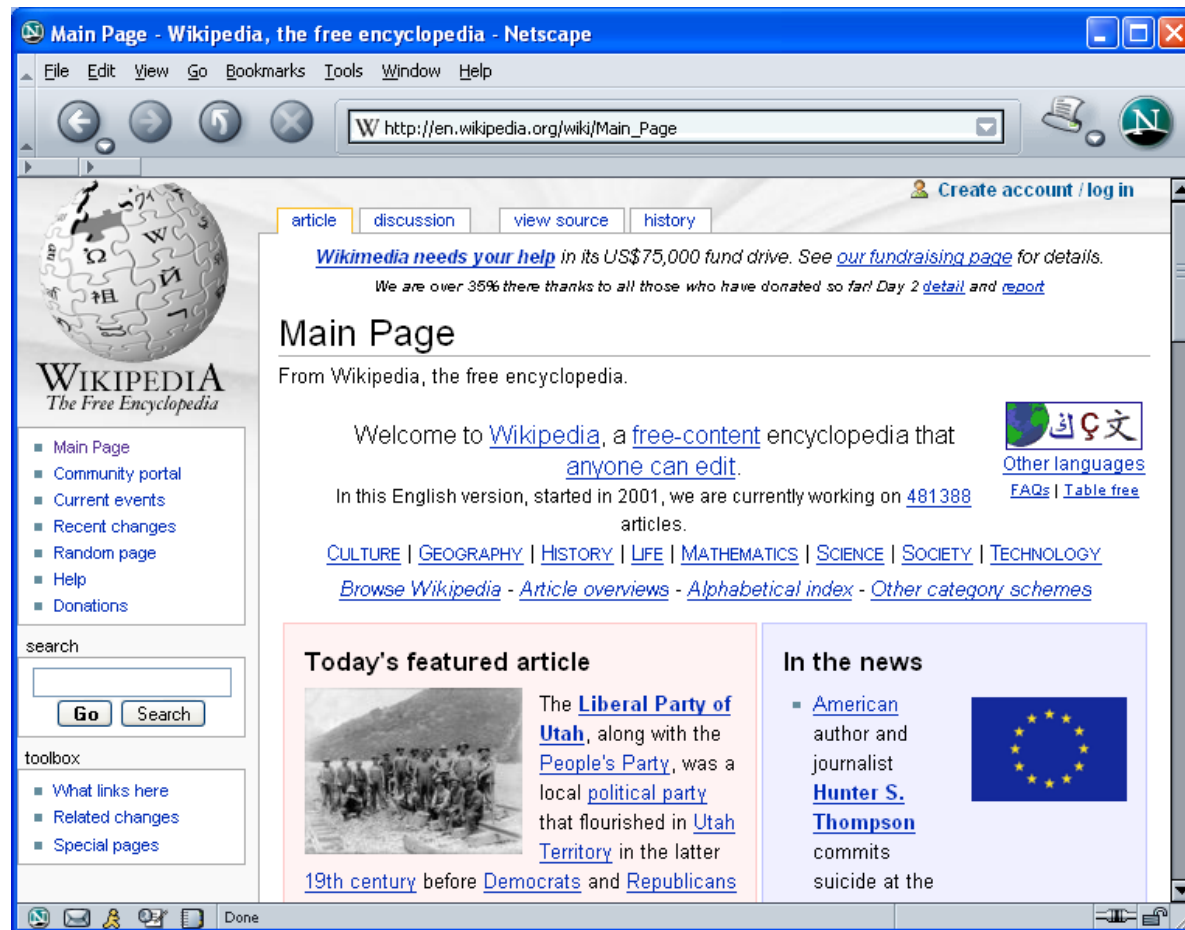 Main Page - Wikipedia, the free encyclopedia - Netscape
File Edit View Go Bookmarks Tools Window Help
W http://en.wikipedia.org/wiki/Main_Page
N
Create account / log in
article discussion view source history
Wikimedia needs your help in its US$75,000 fund drive. See our fundraising page for details.
We are over 35% there thanks to all those who have donated so far! Day 2 detail and report
Main Page
From Wikipedia, the free encyclopedia.
WIKIPEDIA
The Free Encyclopedia
Main Page
Community portal
Current events
Recent changes
Random page
Help
Donations
search
Go Search
toolbox
What links here
Related changes
Special pages
Welcome to Wikipedia, a free-content encyclopedia that
anyone can edit.
In this English version, started in 2001, we are currently working on 481388
articles.
Other languages
FAQs | Table free
CULTURE | GEOGRAPHY | HISTORY | LIFE | MATHEMATICS | SCIENCE | SOCIETY | TECHNOLOGY
Browse Wikipedia - Article overviews - Alphabetical index - Other category schemes
Today's featured article
The Liberal Party of
Utah, along with the
People's Party, was a
local political party
that flourished in Utah
Territory in the latter
19th century before Democrats and Republicans
In the news
American
author and
journalist
Hunter S.
Thompson
commits
suicide at the
Done